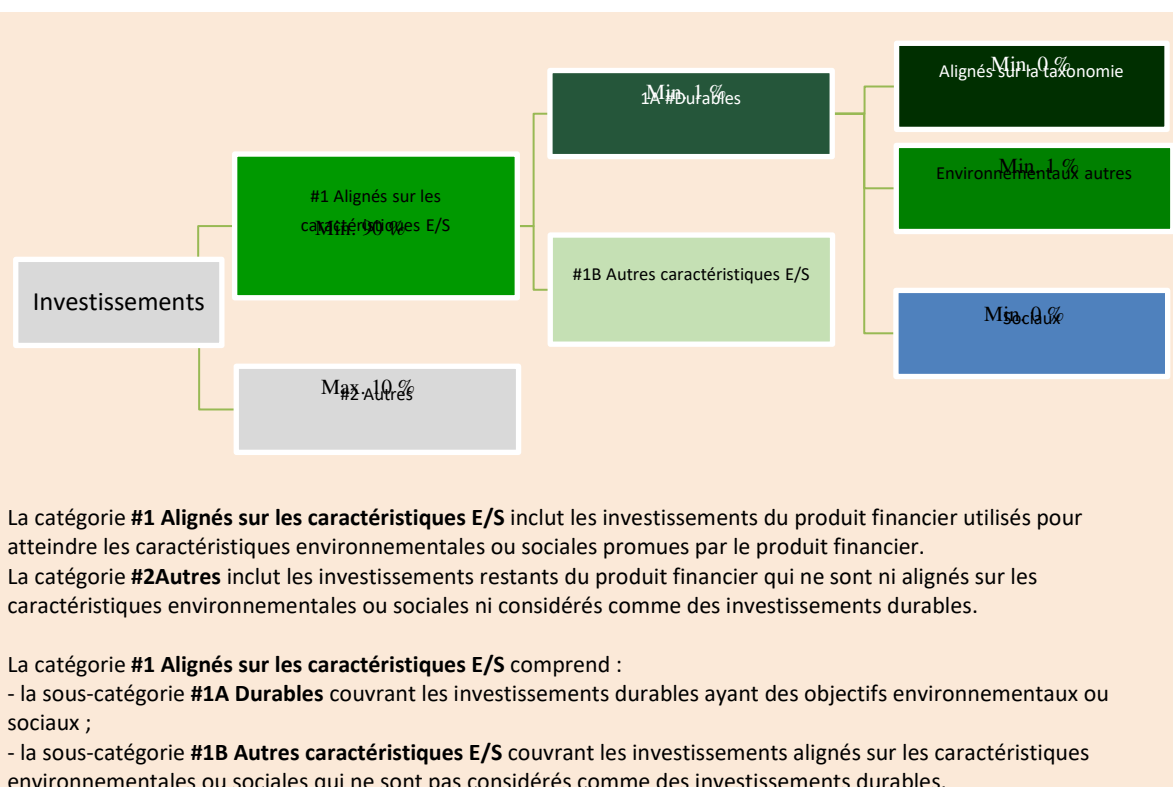 Min. 0 %
Alignés sur la taxonomie
Min. 1 %
1A #Durables
Min. 1 %
Environnementaux autres
#1 Alignés sur les
caractéristiques E/S
Min. 90 %
#1B Autres caractéristiques E/S
Investissements
Min. 0 %
Sociaux
Max. 10 %
#2 Autres
La catégorie #1 Alignés sur les caractéristiques E/S inclut les investissements du produit financier utilisés pour
atteindre les caractéristiques environnementales ou sociales promues par le produit financier.
La catégorie #2Autres inclut les investissements restants du produit financier qui ne sont ni alignés sur les
caractéristiques environnementales ou sociales ni considérés comme des investissements durables.
La catégorie #1 Alignés sur les caractéristiques E/S comprend :
- la sous-catégorie #1A Durables couvrant les investissements durables ayant des objectifs environnementaux ou
sociaux ;
- la sous-catégorie #1B Autres caractéristiques E/S couvrant les investissements alignés sur les caractéristiques
environnementales ou sociales qui ne sont pas considérés comme des investissements durables.